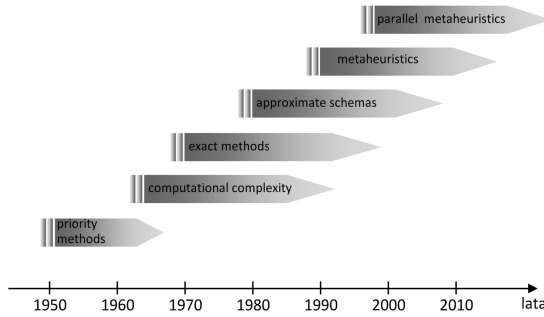 parallel metaheuristics
metaheuristics
approximate schemas
exact methods
computational complexity
priority
methods
1950 1960 1970 1980 1990 2000 2010 lata